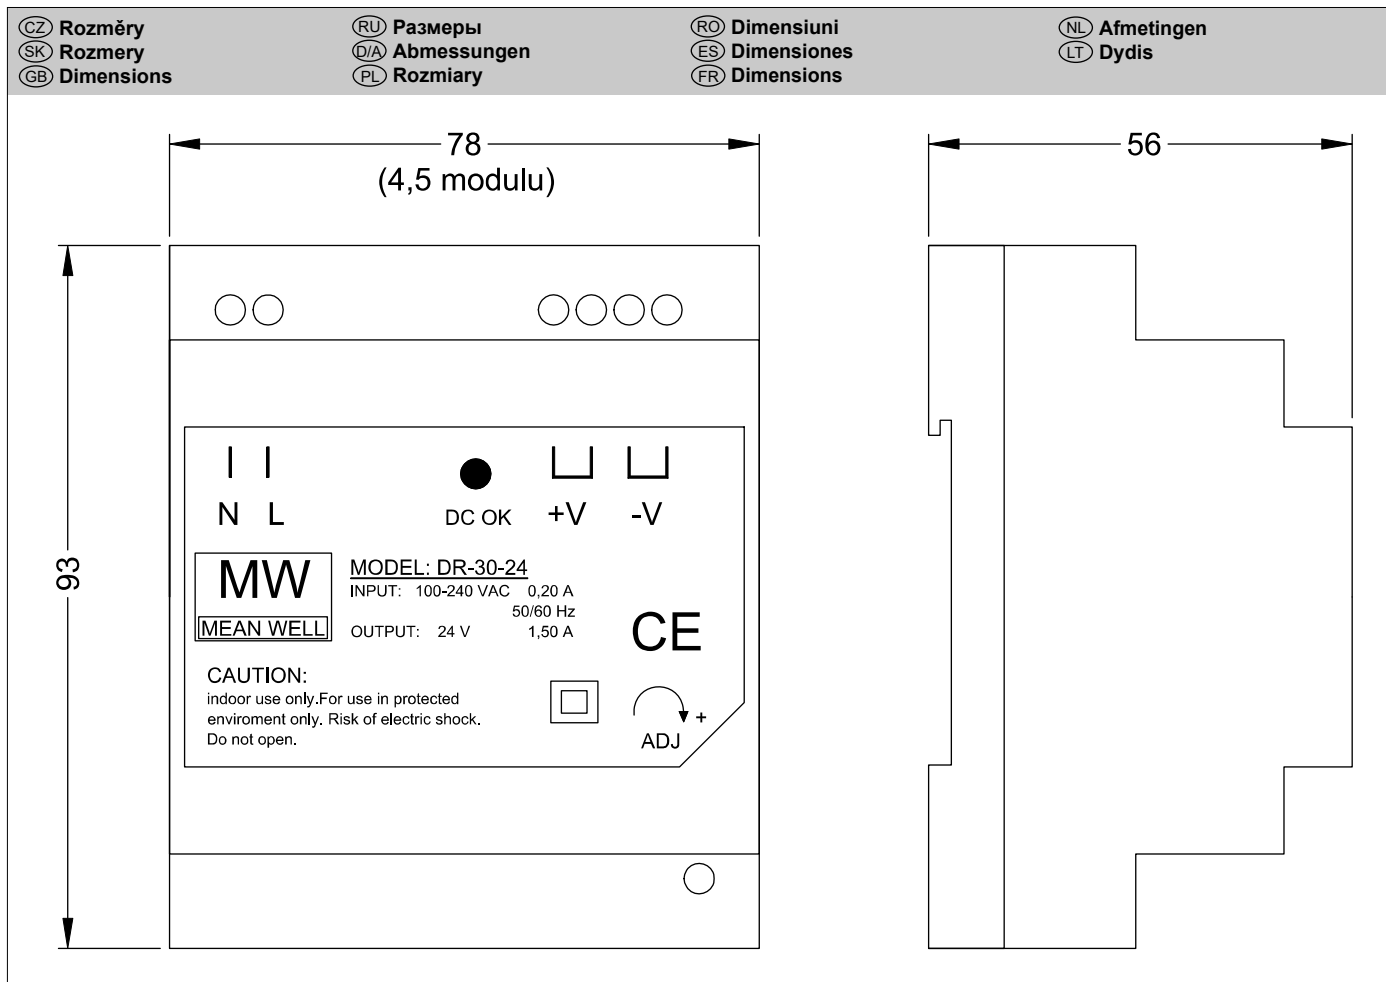 CZ Rozměry
SK Rozmery
GB Dimensions
RU Размеры
D/A Abmessungen
PL Rozmiary
RO Dimensiuni
ES Dimensiones
FR Dimensions
NL Afmetingen
LT Dydis
78
(4,5 modulu)
56
93
N L
DC OK
+V
-V
MW
MEAN WELL
MODEL: DR-30-24
INPUT: 100-240 VAC 0,20 A
50/60 Hz
OUTPUT: 24 V 1,50 A
CE
CAUTION:
indoor use only.For use in protected
enviroment only. Risk of electric shock.
Do not open.
+
ADJ